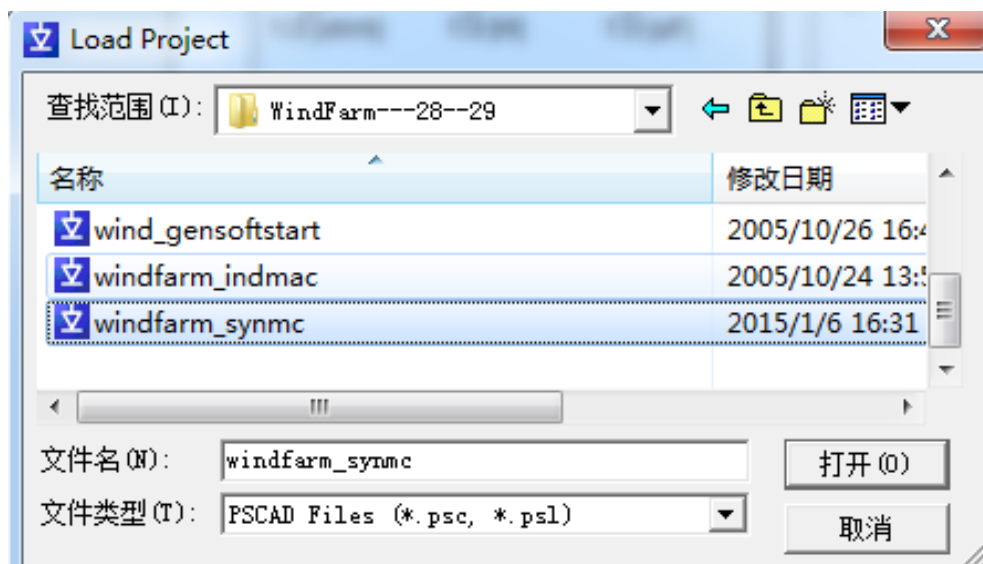 Load Project
查找范围(I): WindFarm---28--29
名称 修改日期
wind_gensoftstart 2005/10/26 16:4
windfarm_indmac 2005/10/24 13:5
windfarm_synmc 2015/1/6 16:31
文件名(N): windfarm_synmc 打开(O)
文件类型(T): PSCAD Files (*.psc, *.psl)
取消